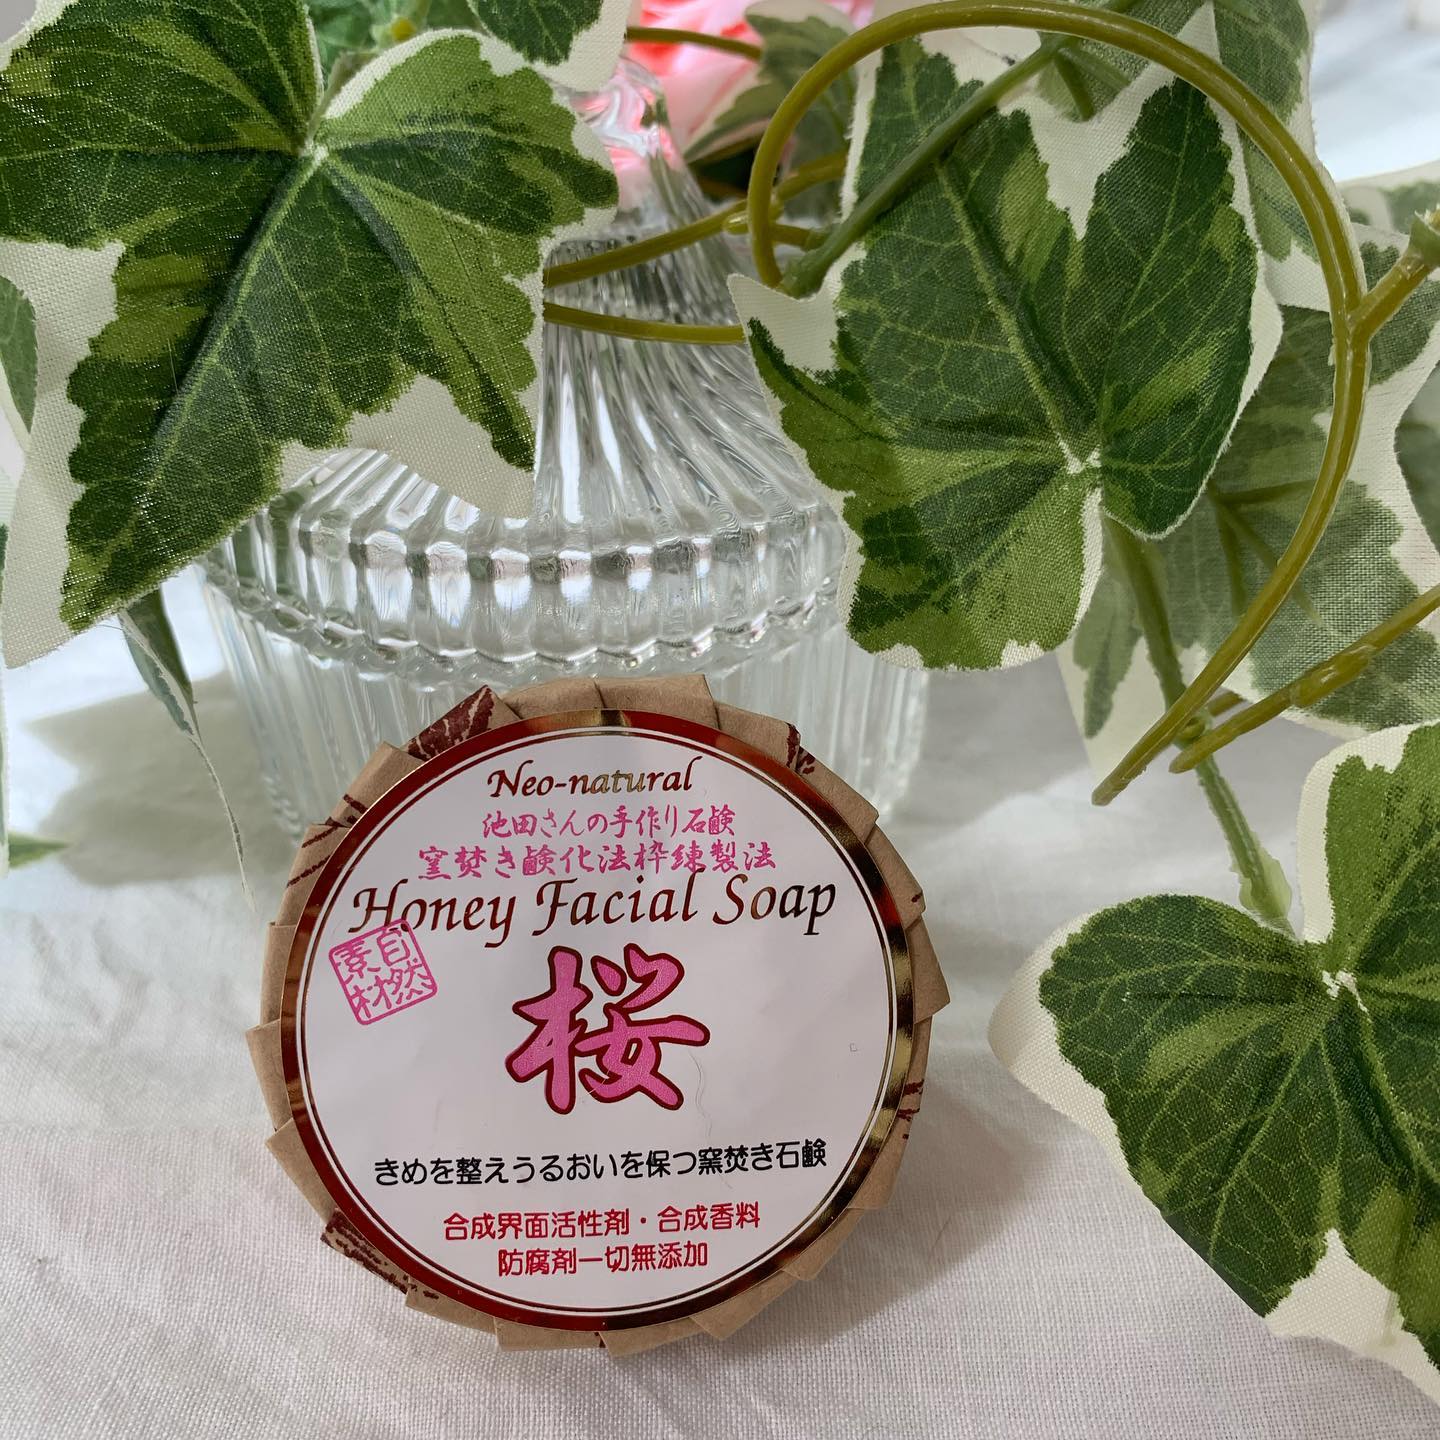 Neo-natural
池田さんの手作り石鹸
窯焚き鹸化法枠練製法
Honey Facial Soap
自然
素材
桜
きめを整えうるおいを保つ窯焚き石鹸
合成界面活性剤・合成香料
防腐剤一切無添加